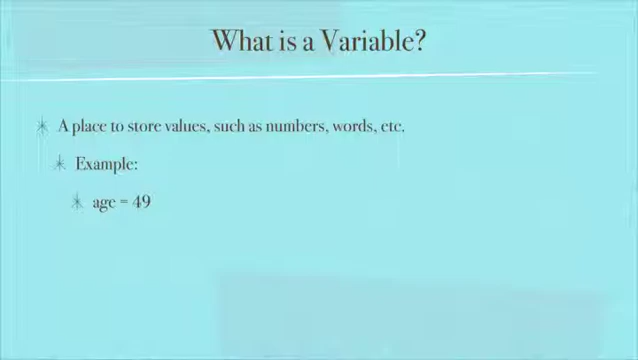 What is a Variable?
A place to store values, such as numbers, words, etc.
Example:
age = 49